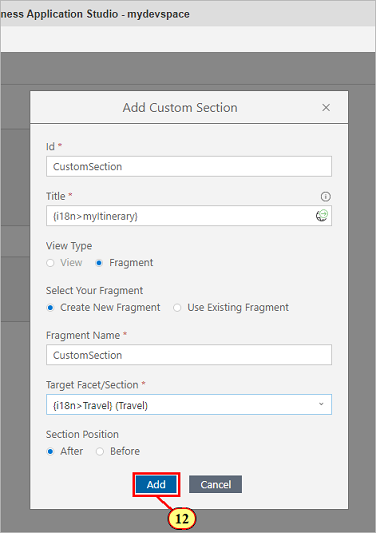 ness Application Studio - mydevspace
Add Custom Section
Id *
CustomSection
Title *
{i18n>myItinerary}
View Type
View Fragment
Select Your Fragment
Create New Fragment Use Existing Fragment
Fragment Name *
CustomSection
Target Facet/Section *
{i18n>Travel} (Travel)
Section Position
After Before
Add Cancel
12